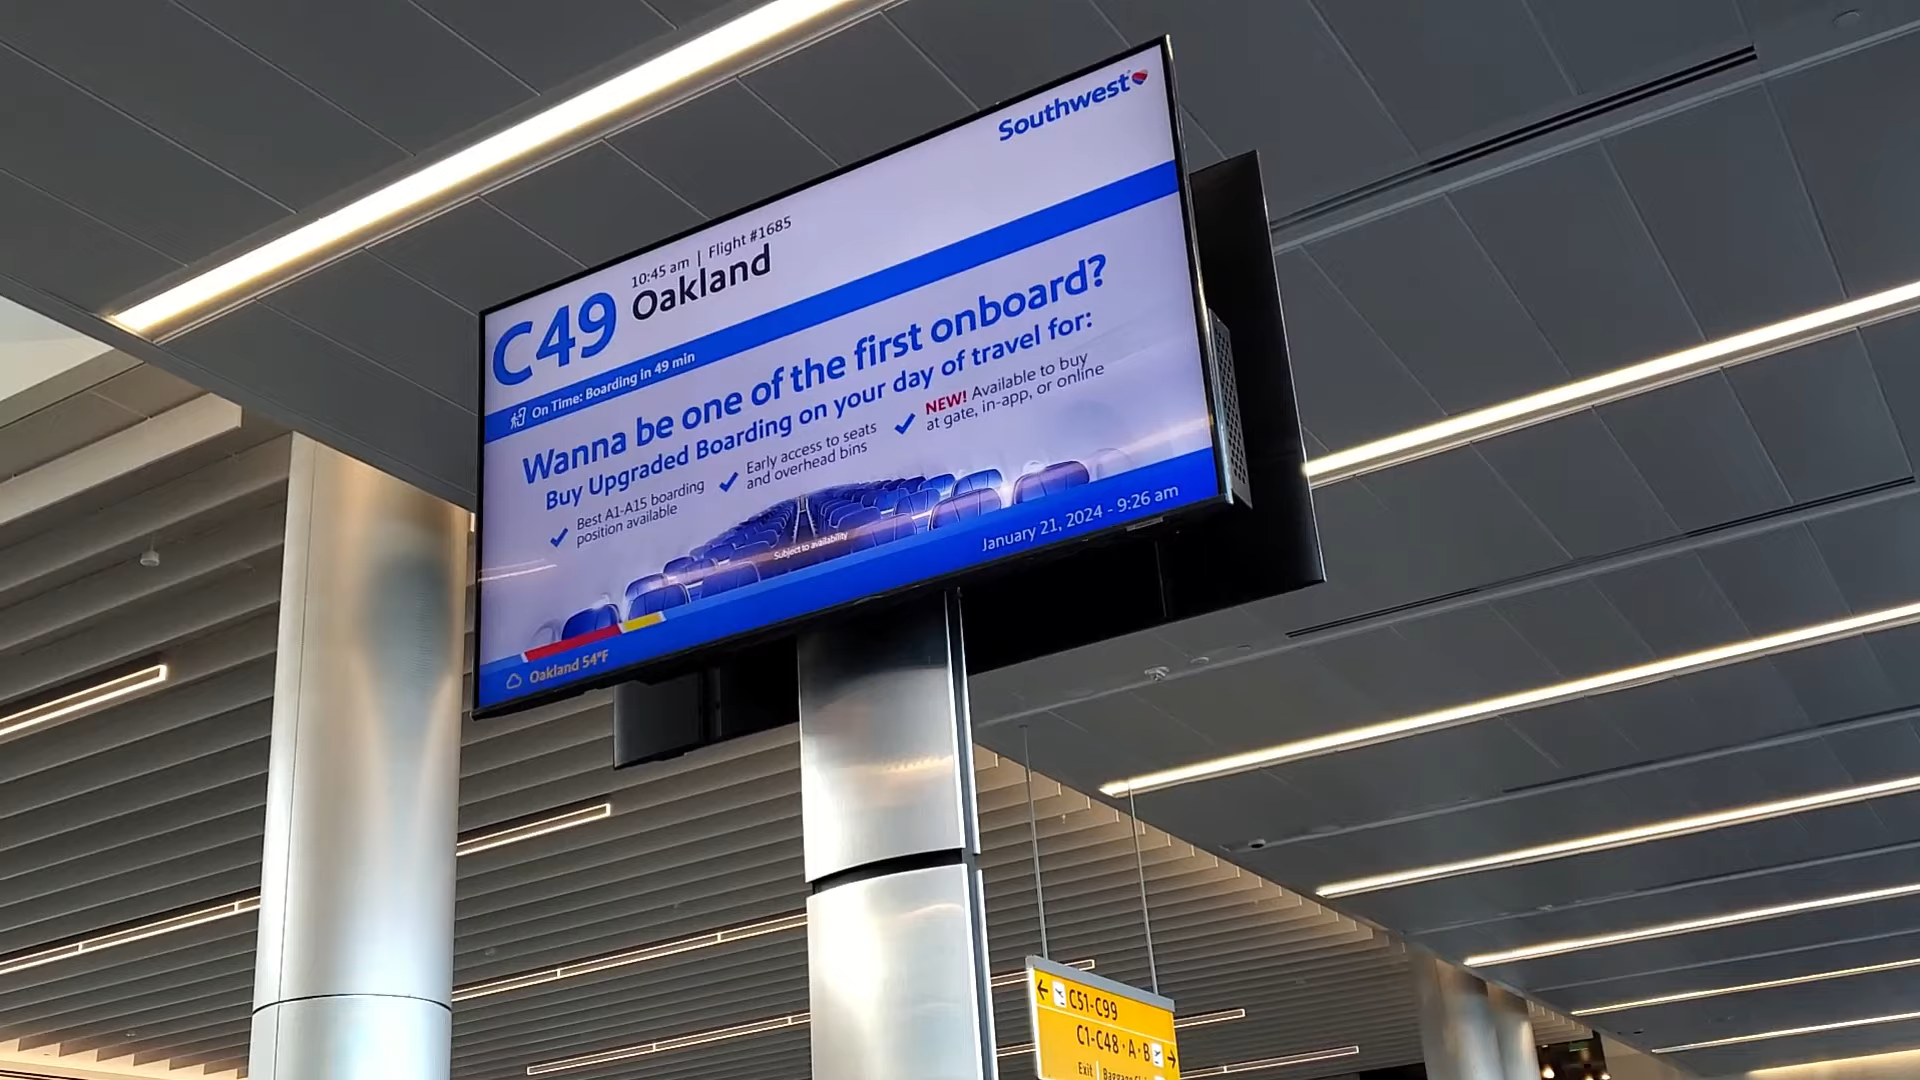 Southwest
10:45 am | Flight #1685
C49 Oakland
On Time: Boarding in 49 min
Wanna be one of the first onboard?
Buy Upgraded Boarding on your day of travel for:
Best A1-A15 boarding
position available
Early access to seats
and overhead bins
NEW! Available to buy
at gate, in-app, or online
Subject to availability
January 21, 2024 - 9:26 am
Oakland 54°F
C51-C99
C1-C48·A·B
Exit